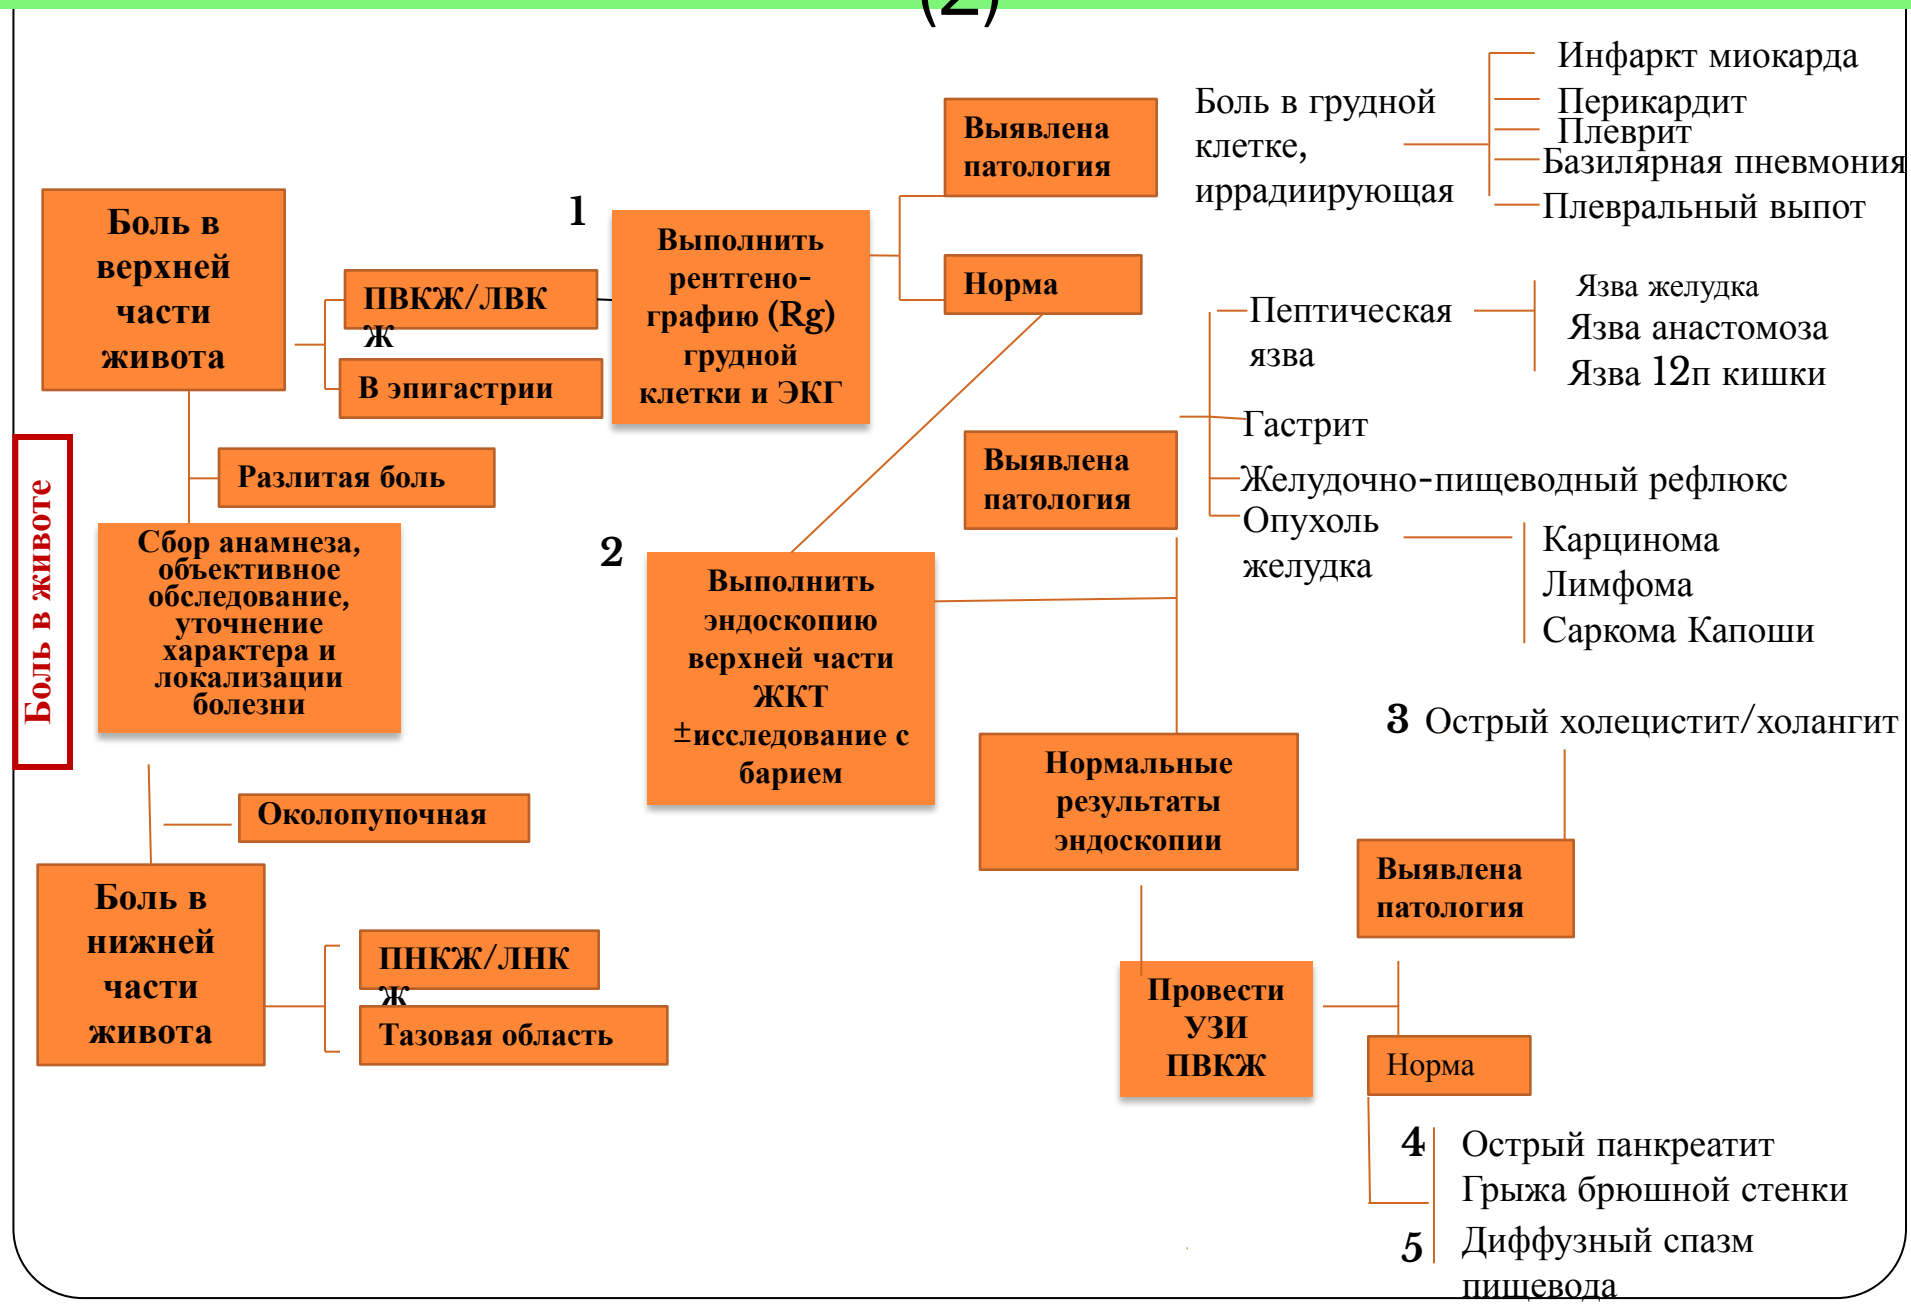 (2)
Боль в животе
Боль в
верхней
части
живота
ПВКЖ/ЛВК
Ж
В эпигастрии
Разлитая боль
Сбор анамнеза,
объективное
обследование,
уточнение
характера и
локализации
болезни
Околопупочная
Боль в
нижней
части
живота
ПНКЖ/ЛНК
Ж
Тазовая область
1
Выполнить
рентгено-
графию (Rg)
грудной
клетки и ЭКГ
Выявлена
патология
Боль в грудной
клетке,
иррадиирующая
Инфаркт миокарда
Перикардит
Плеврит
Базилярная пневмония
Плевральный выпот
Норма
2
Выполнить
эндоскопию
верхней части
ЖКТ
±исследование с
барием
Выявлена
патология
Пептическая
язва
Язва желудка
Язва анастомоза
Язва 12п кишки
Гастрит
Желудочно-пищеводный рефлюкс
Опухоль
желудка
Карцинома
Лимфома
Саркома Капоши
Нормальные
результаты
эндоскопии
Провести
УЗИ
ПВКЖ
3 Острый холецистит/холангит
Выявлена
патология
Норма
4 Острый панкреатит
Грыжа брюшной стенки
5 Диффузный спазм
пищевода